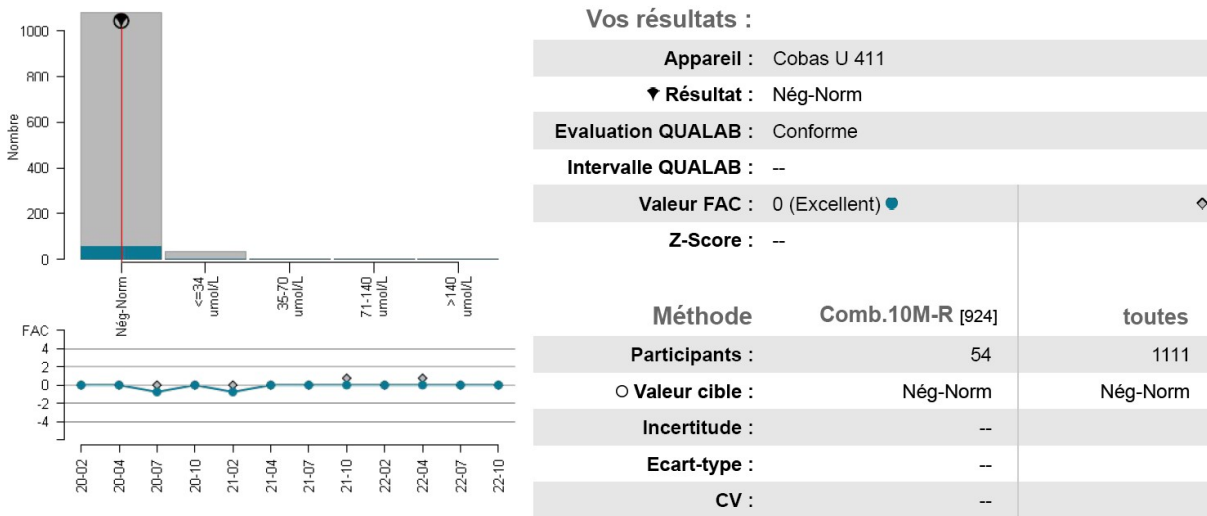 Vos résultats :
Appareil : Cobas U 411
Résultat : Nég-Norm
Evaluation QUALAB : Conforme
Intervalle QUALAB : --
Valeur FAC : 0 (Excellent)
Z-Score : --
Méthode Comb.10M-R [924] toutes
Participants : 54 1111
Valeur cible : Nég-Norm Nég-Norm
Incertitude : --
Ecart-type : --
CV : --
Nombre
1000
800
600
400
200
0
Nég-Norm
<=34 umol/L
35-70 umol/L
71-140 umol/L
>140 umol/L
FAC
4
2
0
-2
-4
20-02
20-04
20-07
20-10
21-02
21-04
21-07
21-10
22-02
22-04
22-07
22-10